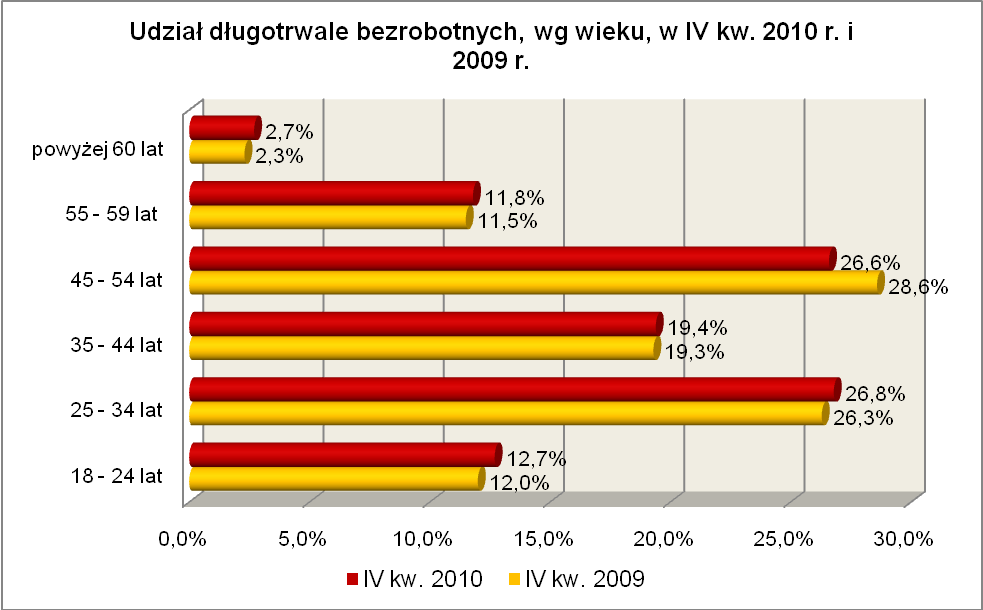 Udział długotrwale bezrobotnych, wg wieku, w IV kw. 2010 r. i
2009 r.
powyżej 60 lat
2,7%
2,3%
55 - 59 lat
11,8%
11,5%
45 - 54 lat
26,6%
28,6%
35 - 44 lat
19,4%
19,3%
25 - 34 lat
26,8%
26,3%
18 - 24 lat
12,7%
12,0%
0,0% 5,0% 10,0% 15,0% 20,0% 25,0% 30,0%
IV kw. 2010 IV kw. 2009